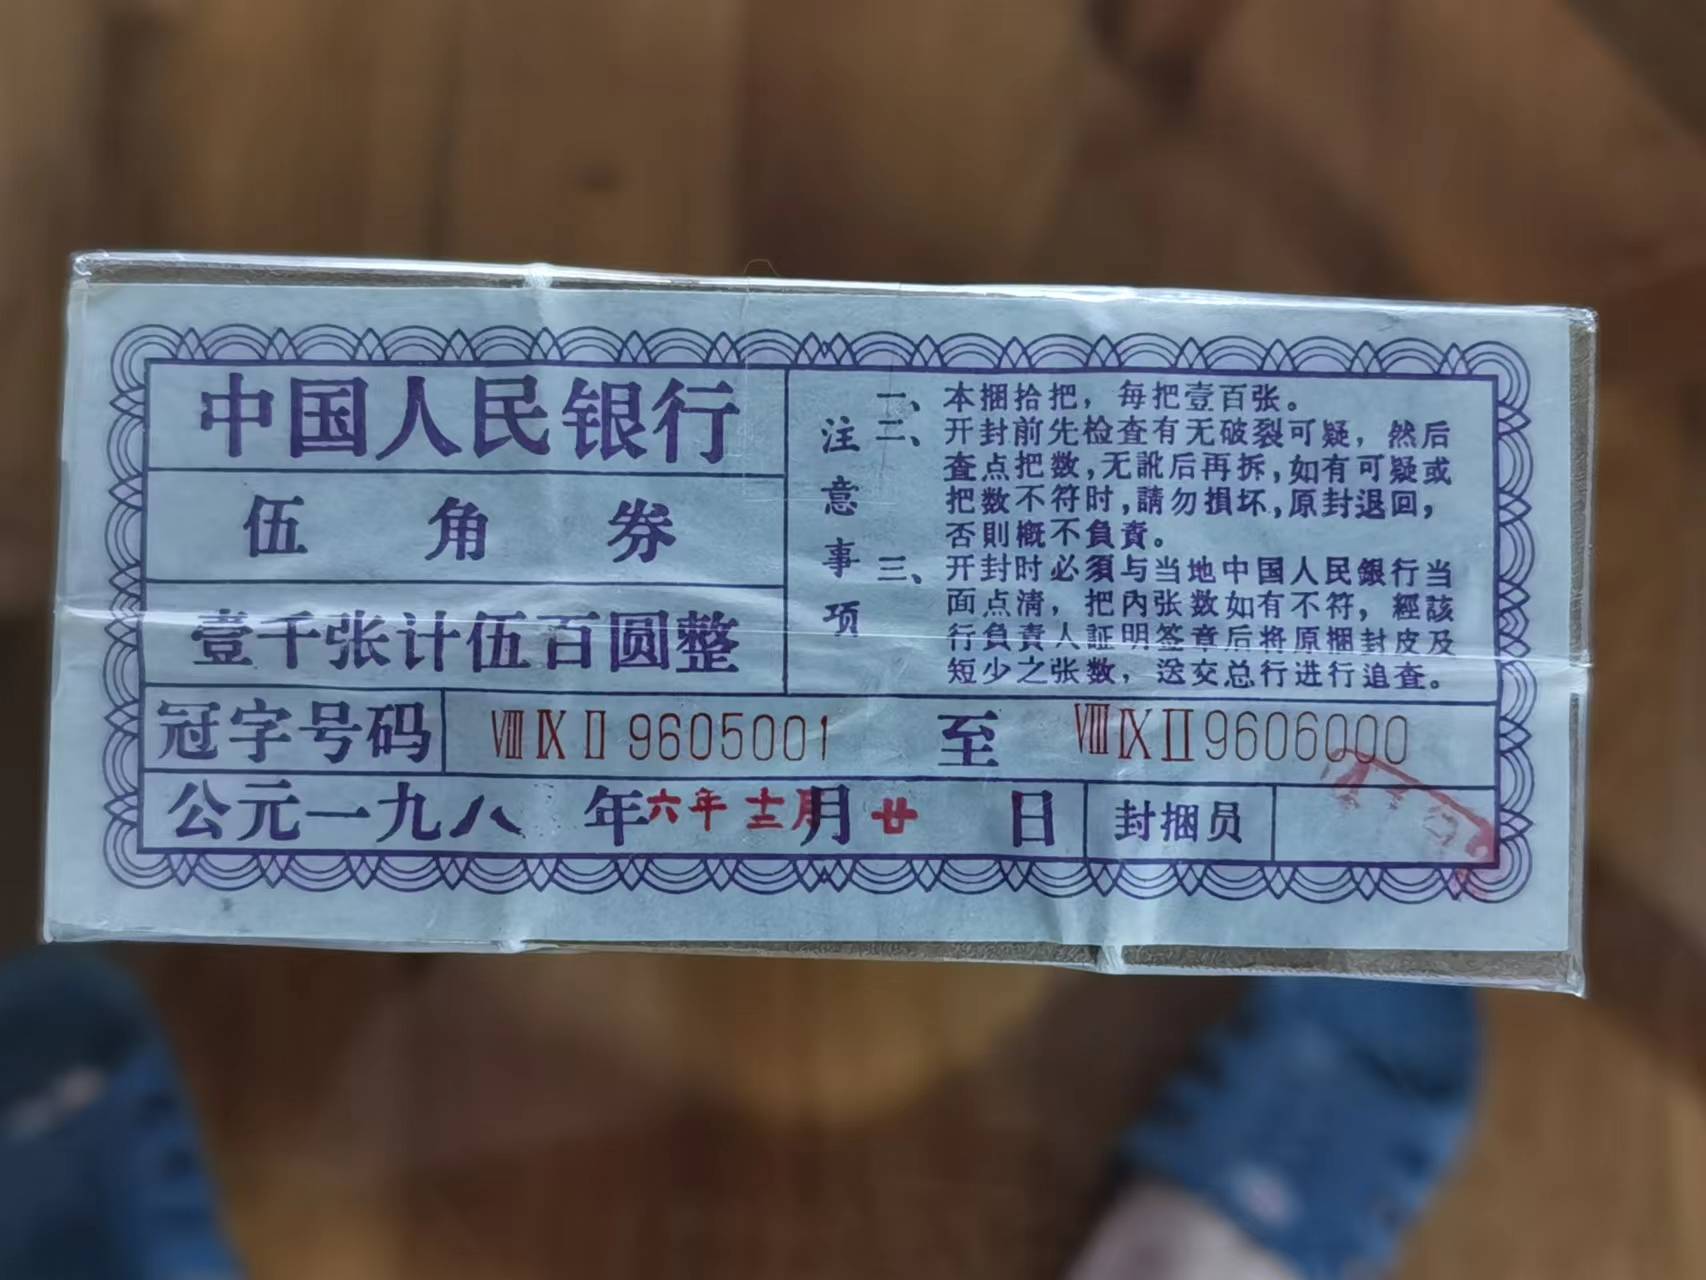 中国人民银行
伍角券
壹千张计伍百圆整
注意事项
一、本捆拾把，每把壹百张。
二、开封前先检查有无破裂可疑，然后
查点把数，无訛后再拆，如有可疑或
把数不符时，請勿損坏，原封退回，
否則概不負責。
三、开封时必須与当地中国人民銀行当
面点清，把内张数如有不符，經該
行負責人証明签章后将原捆封皮及
短少之张数，送交总行进行追查。
冠字号码 ⅧⅨⅡ9605001 至 ⅧⅨⅡ9606000
公元一九八 年六年十二月月廿 日 封捆员